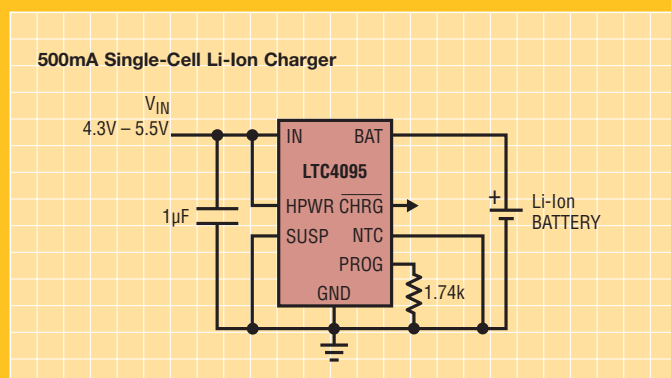 500mA Single-Cell Li-Ion Charger
VIN
4.3V – 5.5V
IN BAT
LTC4095
HPWR CHRG
1µF
+
Li-Ion
BATTERY
SUSP NTC
PROG
1.74k
GND